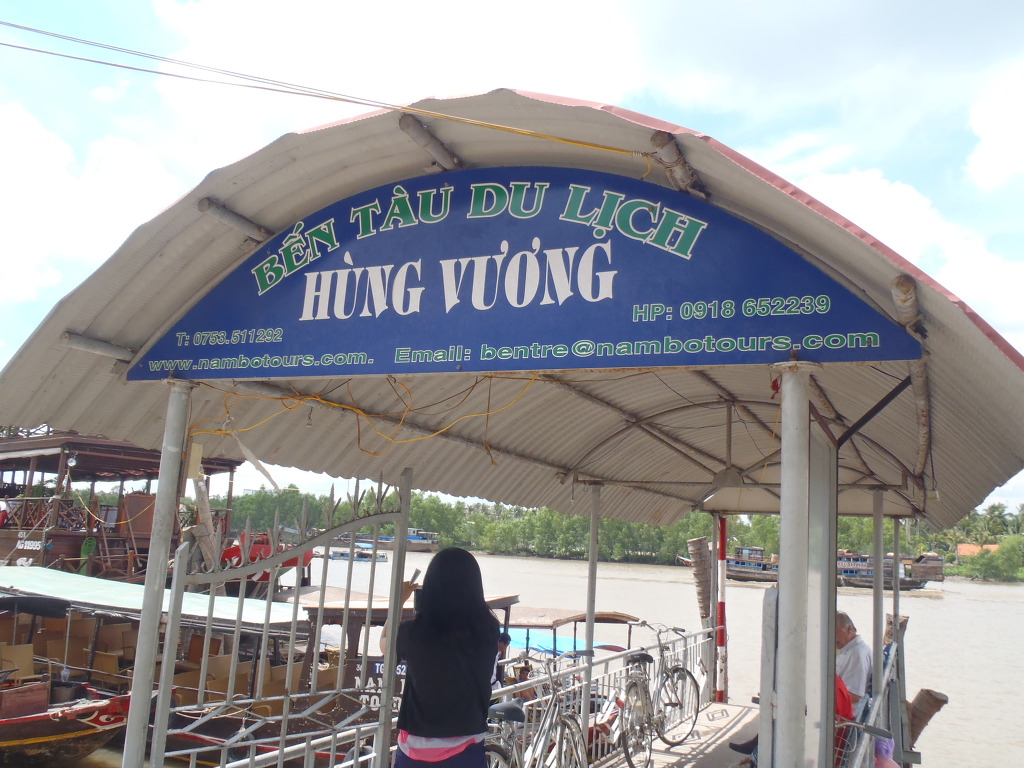 BẾN TÀU DU LỊCH
HÙNG VƯƠNG
T: 0753.511292
HP: 0918 652239
www.nambotours.com.
Email: bentre@nambotours.com